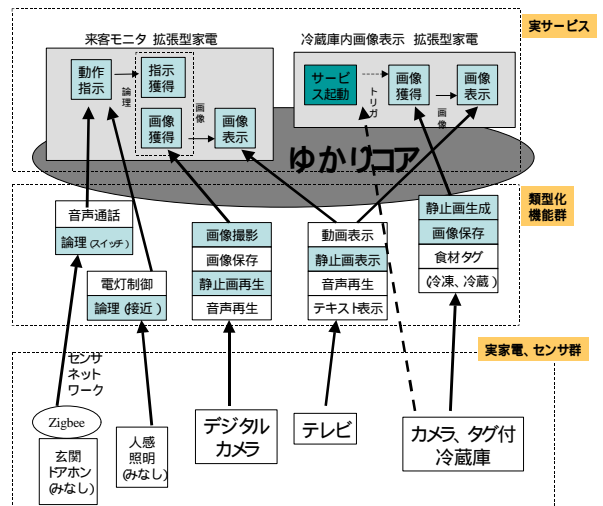 実サービス
来客モニタ 拡張型家電
冷蔵庫内画像表示 拡張型家電
動作
指示
論理
指示
獲得
画像
獲得
画像
画像
表示
サービ
ス起動
トリガ
画像
獲得
画像
画像
表示
ゆかりコア
類型化
機能群
音声通話
論理(スイッチ)
電灯制御
論理(接近)
画像撮影
画像保存
静止画再生
音声再生
動画表示
静止画表示
音声再生
テキスト表示
静止画生成
画像保存
食材タグ
(冷凍、冷蔵)
実家電、センサ群
センサ
ネット
ワーク
Zigbee
玄関
ドアホン
(みなし)
人感
照明
(みなし)
デジタル
カメラ
テレビ
カメラ、タグ付
冷蔵庫